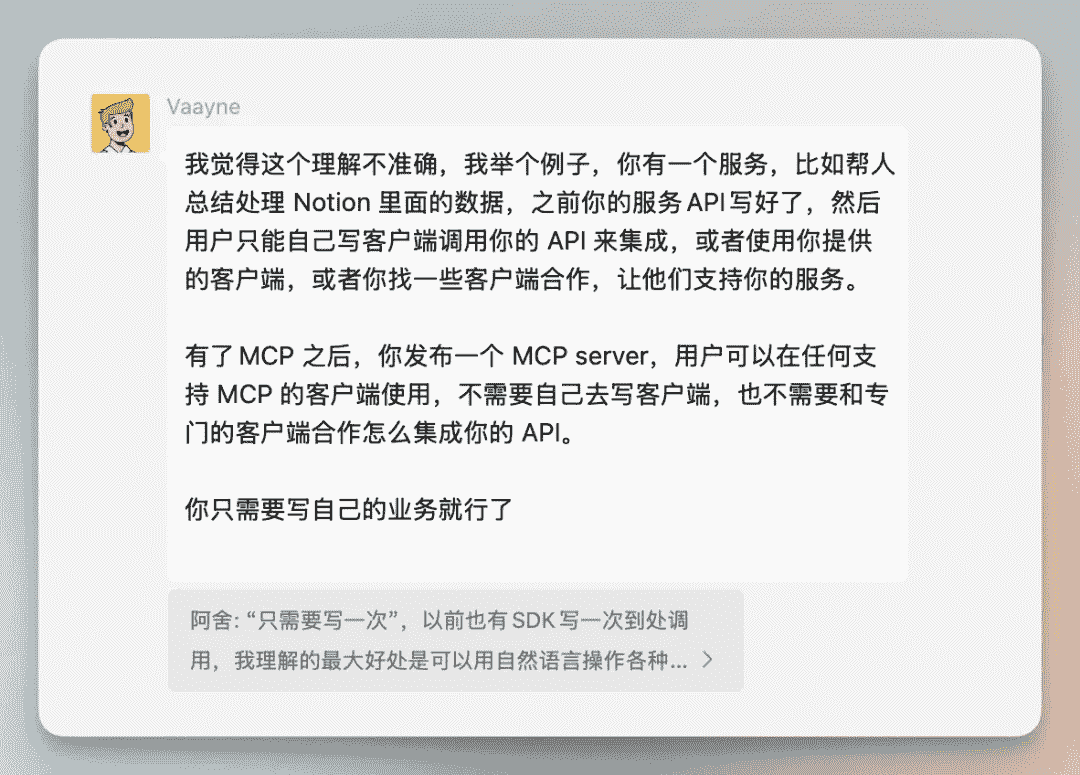 Vaayne
我觉得这个理解不准确，我举个例子，你有一个服务，比如帮人
总结处理 Notion 里面的数据，之前你的服务API写好了，然后
用户只能自己写客户端调用你的 API 来集成，或者使用你提供
的客户端，或者你找一些客户端合作，让他们支持你的服务。
有了MCP 之后，你发布一个 MCP server，用户可以在任何支
持 MCP 的客户端使用，不需要自己去写客户端，也不需要和专
门的客户端合作怎么集成你的 API。
你只需要写自己的业务就行了
阿舍: “只需要写一次”，以前也有SDK写一次到处调
用，我理解的最大好处是可以用自然语言操作各种...